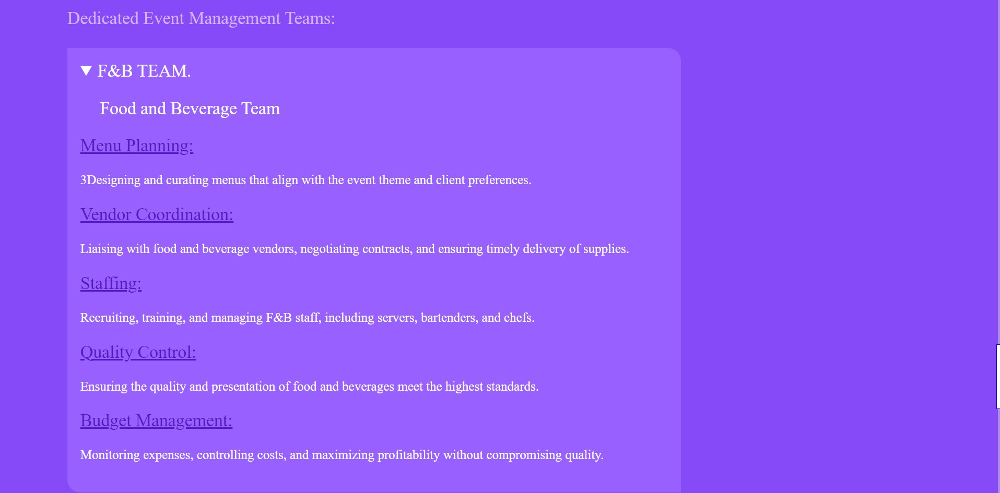 Dedicated Event Management Teams:
▼ F&B TEAM.
Food and Beverage Team
Menu Planning:
3Designing and curating menus that align with the event theme and client preferences.
Vendor Coordination:
Liaising with food and beverage vendors, negotiating contracts, and ensuring timely delivery of supplies.
Staffing:
Recruiting, training, and managing F&B staff, including servers, bartenders, and chefs.
Quality Control:
Ensuring the quality and presentation of food and beverages meet the highest standards.
Budget Management:
Monitoring expenses, controlling costs, and maximizing profitability without compromising quality.